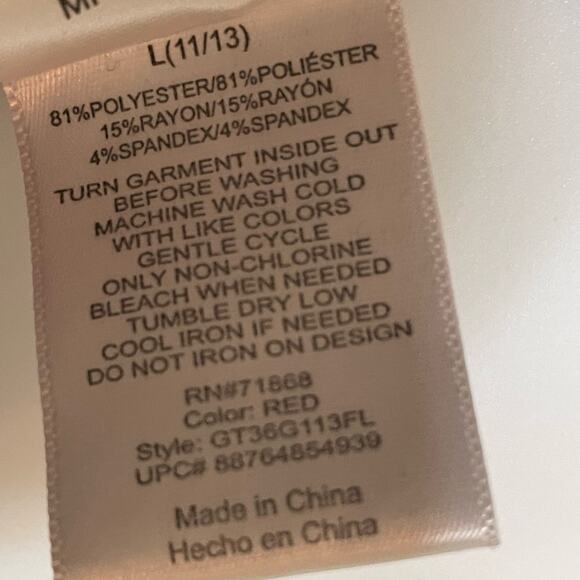 L(11/13)
81%POLYESTER/81%POLIÉSTER
15%RAYON/15%RAYÓN
4%SPANDEX/4%SPANDEX
TURN GARMENT INSIDE OUT
BEFORE WASHING
MACHINE WASH COLD
WITH LIKE COLORS
GENTLE CYCLE
ONLY NON-CHLORINE
BLEACH WHEN NEEDED
TUMBLE DRY LOW
COOL IRON IF NEEDED
DO NOT IRON ON DESIGN
RN#71868
Color: RED
Style: GT36G113FL
UPC# 88764854939
Made in China
Hecho en China